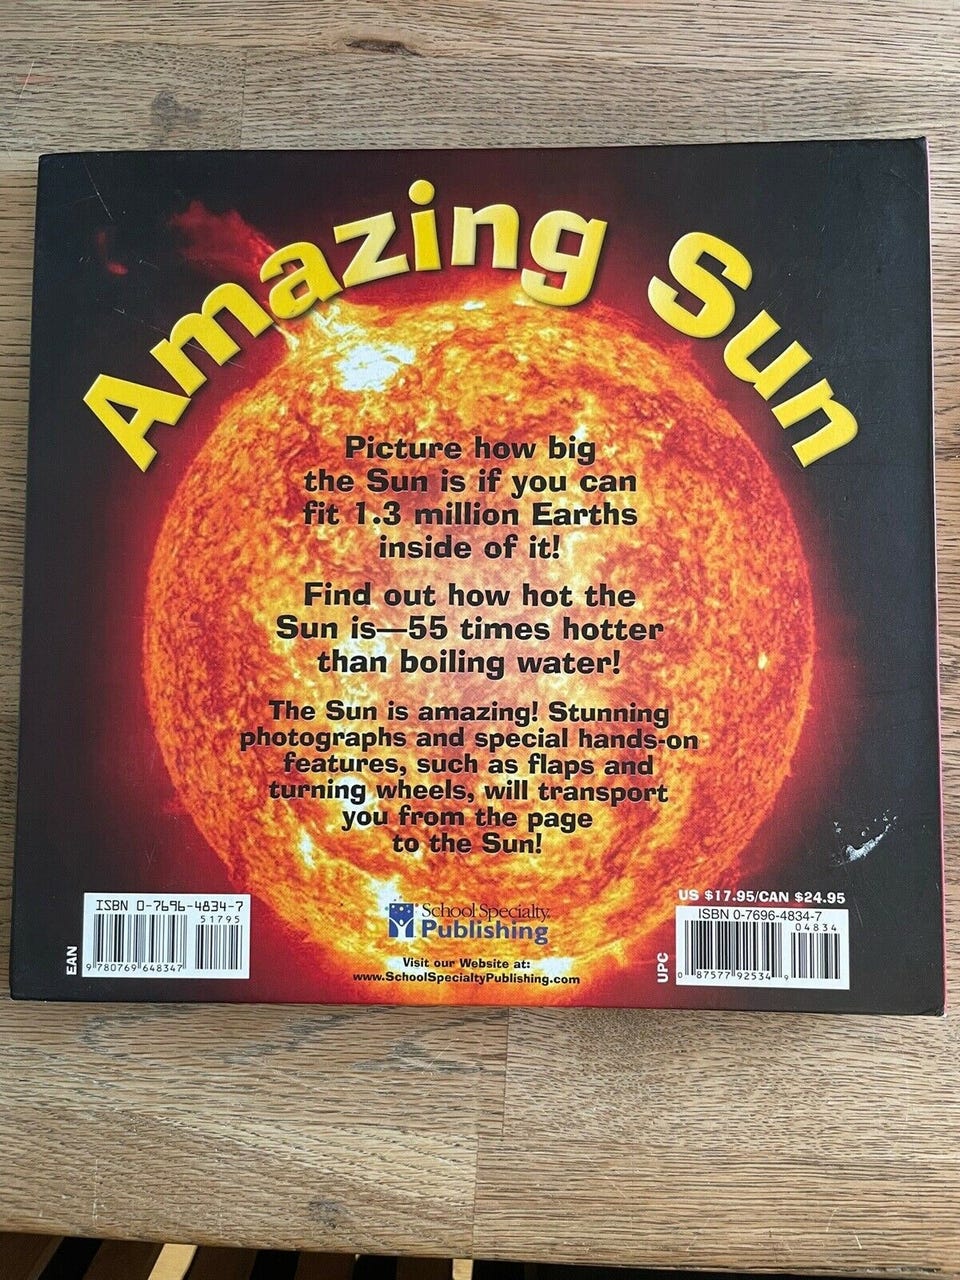 Amazing Sun
Picture how big
the Sun is if you can
fit 1.3 million Earths
inside of it!
Find out how hot the
Sun is—55 times hotter
than boiling water!
The Sun is amazing! Stunning
photographs and special hands-on
features, such as flaps and
turning wheels, will transport
you from the page
to the Sun!
School Specialty
Publishing
Visit our Website at:
www.SchoolSpecialtyPublishing.com
EAN
ISBN 0-7696-4834-7
51795
9 780769 648347
US $17.95/CAN $24.95
UPC
ISBN 0-7696-4834-7
04834
0 87577 92534 9